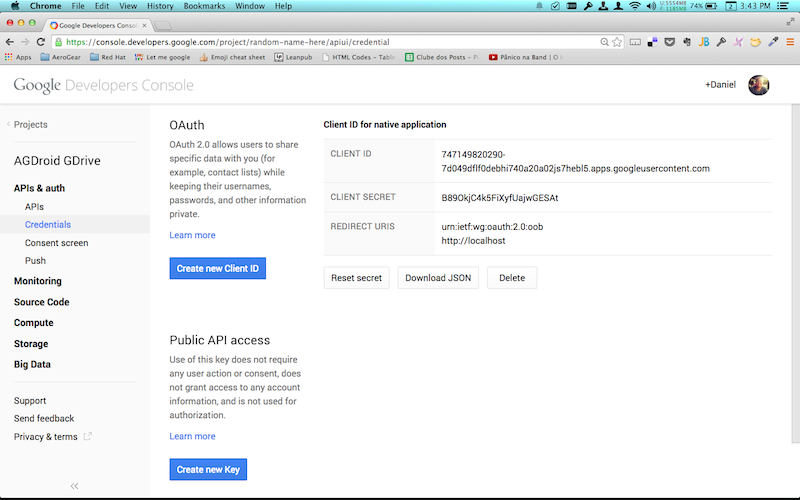 Chrome File Edit View History Bookmarks Window Help
74%
3:43 PM
Google Developers Console
https://console.developers.google.com/project/random-name-here/apiui/credential
Apps AeroGear Red Hat Let me google Emoji cheat sheet Leanpub HTML Codes - Table Clube dos Posts - Pânico na Band
Google Developers Console
+Daniel
Projects
AGDroid GDrive
APIs & auth
APIs
Credentials
Consent screen
Push
Monitoring
Source Code
Compute
Storage
Big Data
Support
Send feedback
Privacy & terms
OAuth
OAuth 2.0 allows users to share
specific data with you (for
example, contact lists) while
keeping their usernames,
passwords, and other information
private.
Learn more
Create new Client ID
Client ID for native application
CLIENT ID
747149820290-
7d049dflf0debhi740a20a02js7hebl5.apps.googleusercontent.com
CLIENT SECRET
B89OkjC4k5FiXyfUajwGESAt
REDIRECT URIS
urn:ietf:wg:oauth:2.0:oob
http://localhost
Reset secret
Download JSON
Delete
Public API access
Use of this key does not require
any user action or consent, does
not grant access to any account
information, and is not used for
authorization.
Learn more
Create new Key